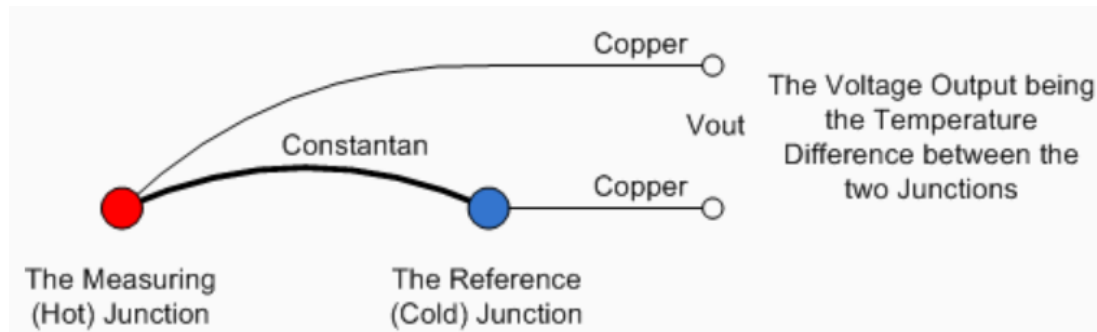 Copper
The Voltage Output being
the Temperature
Difference between the
two Junctions
Vout
Constantan
Copper
The Measuring
(Hot) Junction
The Reference
(Cold) Junction